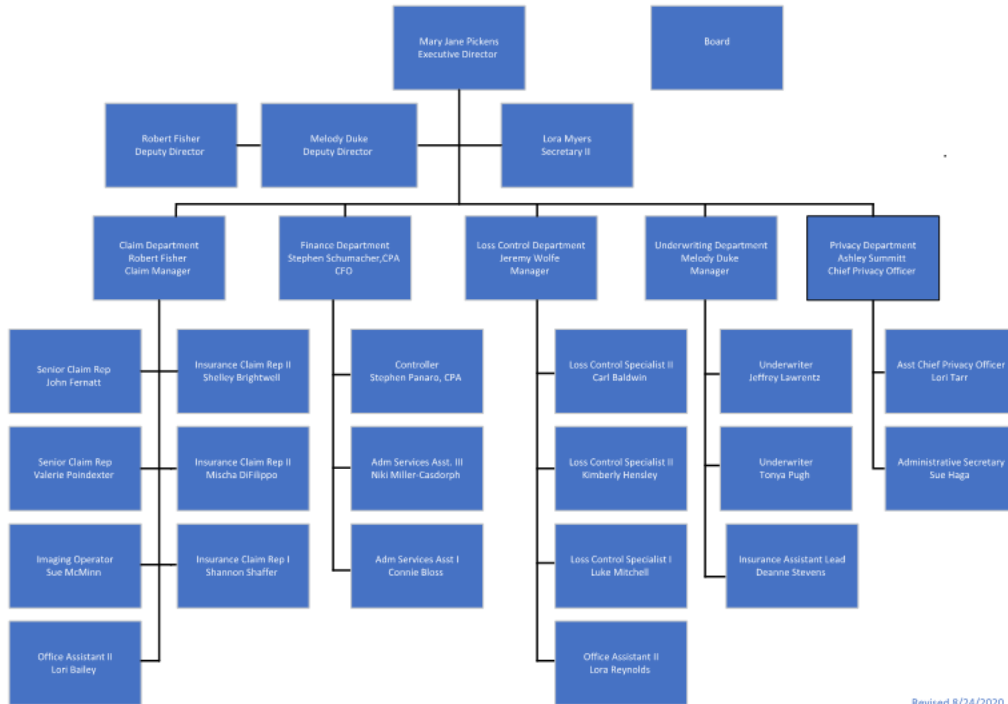 Mary Jane Pickens
Executive Director
Board
Robert Fisher
Deputy Director
Melody Duke
Deputy Director
Lora Myers
Secretary II
Claim Department
Robert Fisher
Claim Manager
Finance Department
Stephen Schumacher,CPA
CFO
Loss Control Department
Jeremy Wolfe
Manager
Underwriting Department
Melody Duke
Manager
Privacy Department
Ashley Summitt
Chief Privacy Officer
Senior Claim Rep
John Fernatt
Insurance Claim Rep II
Shelley Brightwell
Controller
Stephen Panaro, CPA
Loss Control Specialist II
Carl Baldwin
Underwriter
Jeffrey Lawrentz
Asst Chief Privacy Officer
Lori Tarr
Senior Claim Rep
Valerie Poindexter
Insurance Claim Rep II
Mischa DiFilippo
Adm Services Asst. III
Niki Miller-Casdorph
Loss Control Specialist II
Kimberly Hensley
Underwriter
Tonya Pugh
Administrative Secretary
Sue Haga
Imaging Operator
Sue McMinn
Insurance Claim Rep I
Shannon Shaffer
Adm Services Asst I
Connie Bloss
Loss Control Specialist I
Luke Mitchell
Insurance Assistant Lead
Deanne Stevens
Office Assistant II
Lori Bailey
Office Assistant II
Lora Reynolds
Revised 8/24/2020